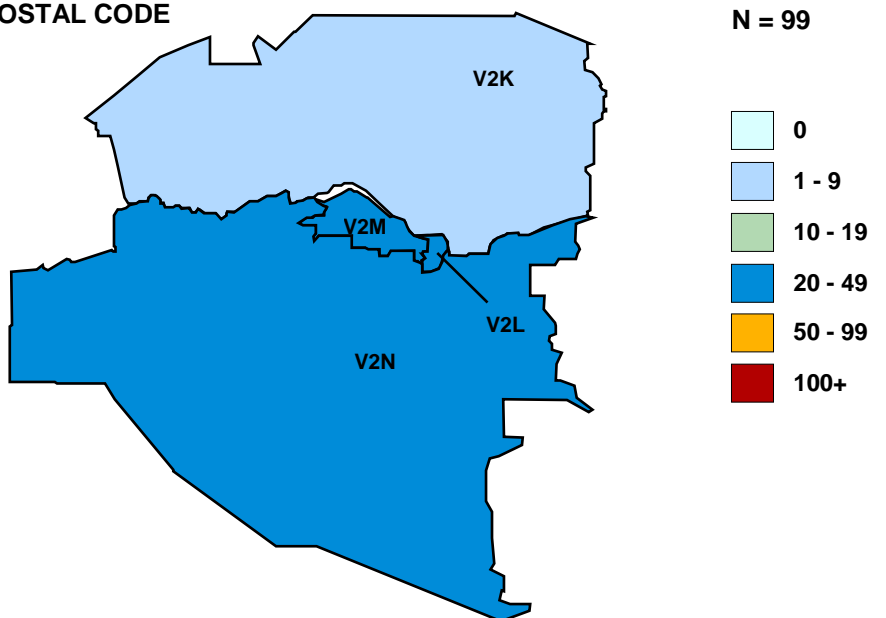 OSTAL CODE
N = 99
V2K
V2M
V2L
V2N
0
1 - 9
10 - 19
20 - 49
50 - 99
100+